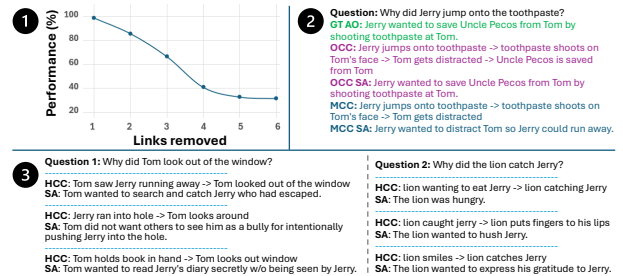 1
Performance (%)
100
80
60
40
20
1 2 3 4 5 6
Links removed
2
Question: Why did Jerry jump onto the toothpaste?
GT AO: Jerry wanted to save Uncle Pecos from Tom by
shooting toothpaste at Tom.
OCC: Jerry jumps onto toothpaste -> toothpaste shoots on
Tom's face -> Tom gets distracted -> Uncle Pecos is saved
from Tom
OCC SA: Jerry wanted to save Uncle Pecos from Tom by
shooting toothpaste at Tom.
MCC: Jerry jumps onto toothpaste -> toothpaste shoots on
Tom's face -> Tom gets distracted
MCC SA: Jerry wanted to distract Tom so Jerry could run away.
3
Question 1: Why did Tom look out of the window?
HCC: Tom saw Jerry running away -> Tom looked out of the window
SA: Tom wanted to search and catch Jerry who had escaped.
HCC: Jerry ran into hole -> Tom looks around
SA: Tom did not want others to see him as a bully for intentionally
pushing Jerry into the hole.
HCC: Tom holds book in hand -> Tom looks out window
SA: Tom wanted to read Jerry's diary secretly w/o being seen by Jerry.
Question 2: Why did the lion catch Jerry?
HCC: lion wanting to eat Jerry -> lion catching Jerry
SA: The lion was hungry.
HCC: lion caught jerry -> lion puts fingers to his lips
SA: The lion wanted to hush Jerry.
HCC: lion smiles -> lion catches Jerry
SA: The lion wanted to express his gratitude to Jerry.